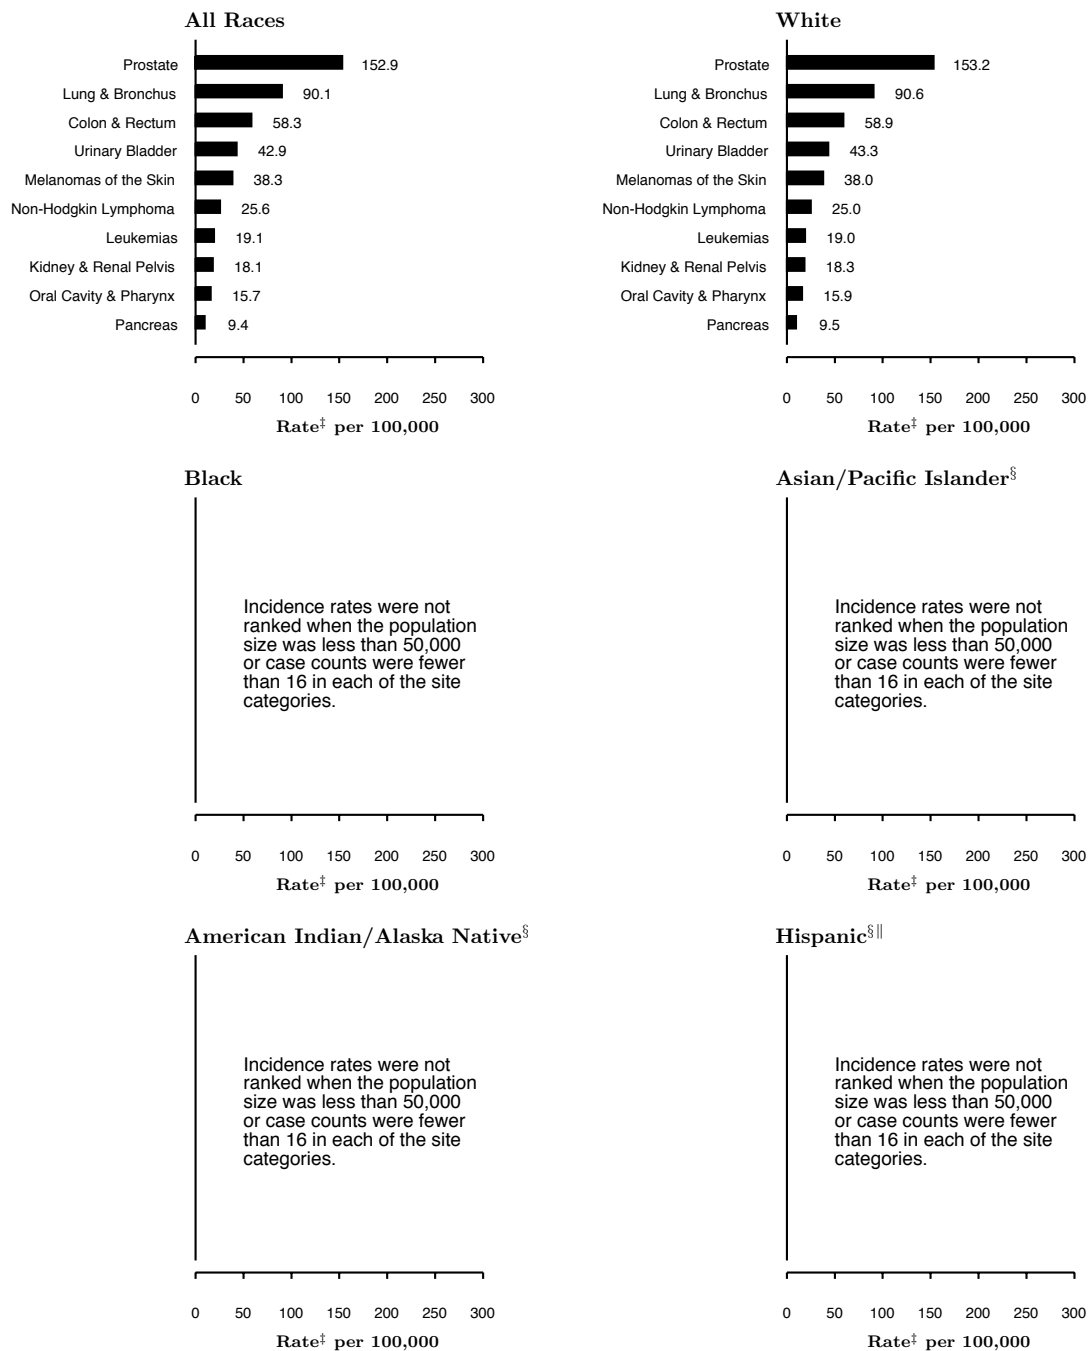 All Races
Prostate 152.9
Lung & Bronchus 90.1
Colon & Rectum 58.3
Urinary Bladder 42.9
Melanomas of the Skin 38.3
Non-Hodgkin Lymphoma 25.6
Leukemias 19.1
Kidney & Renal Pelvis 18.1
Oral Cavity & Pharynx 15.7
Pancreas 9.4
0 50 100 150 200 250 300
Rate‡ per 100,000
White
Prostate 153.2
Lung & Bronchus 90.6
Colon & Rectum 58.9
Urinary Bladder 43.3
Melanomas of the Skin 38.0
Non-Hodgkin Lymphoma 25.0
Leukemias 19.0
Kidney & Renal Pelvis 18.3
Oral Cavity & Pharynx 15.9
Pancreas 9.5
0 50 100 150 200 250 300
Rate‡ per 100,000
Black
Incidence rates were not
ranked when the population
size was less than 50,000
or case counts were fewer
than 16 in each of the site
categories.
0 50 100 150 200 250 300
Rate‡ per 100,000
Asian/Pacific Islander§
Incidence rates were not
ranked when the population
size was less than 50,000
or case counts were fewer
than 16 in each of the site
categories.
0 50 100 150 200 250 300
Rate‡ per 100,000
American Indian/Alaska Native§
Incidence rates were not
ranked when the population
size was less than 50,000
or case counts were fewer
than 16 in each of the site
categories.
0 50 100 150 200 250 300
Rate‡ per 100,000
Hispanic§‖
Incidence rates were not
ranked when the population
size was less than 50,000
or case counts were fewer
than 16 in each of the site
categories.
0 50 100 150 200 250 300
Rate‡ per 100,000